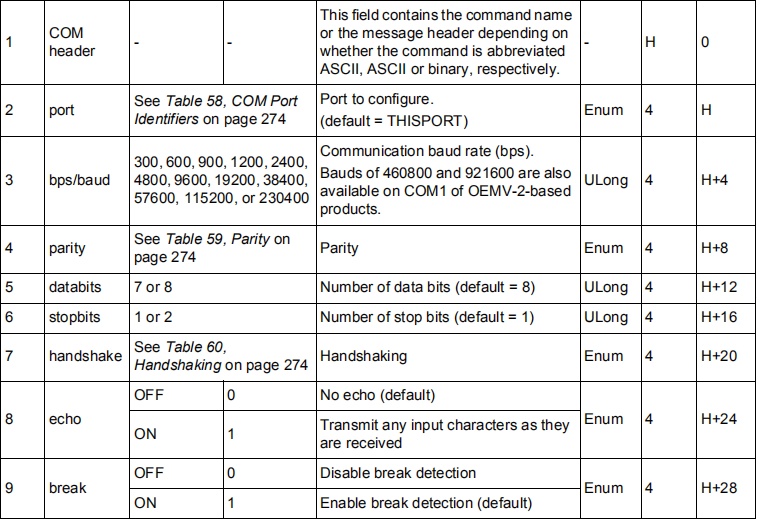 1 COM header - - This field contains the command name or the message header depending on whether the command is abbreviated ASCII, ASCII or binary, respectively. - H 0
2 port See Table 58, COM Port Identifiers on page 274 Port to configure. (default = THISPORT) Enum 4 H
3 bps/baud 300, 600, 900, 1200, 2400, 4800, 9600, 19200, 38400, 57600, 115200, or 230400 Communication baud rate (bps). Bauds of 460800 and 921600 are also available on COM1 of OEMV-2-based products. ULong 4 H+4
4 parity See Table 59, Parity on page 274 Parity Enum 4 H+8
5 databits 7 or 8 Number of data bits (default = 8) ULong 4 H+12
6 stopbits 1 or 2 Number of stop bits (default = 1) ULong 4 H+16
7 handshake See Table 60, Handshaking on page 274 Handshaking Enum 4 H+20
8 echo OFF 0 No echo (default) Enum 4 H+24
ON 1 Transmit any input characters as they are received
9 break OFF 0 Disable break detection Enum 4 H+28
ON 1 Enable break detection (default)